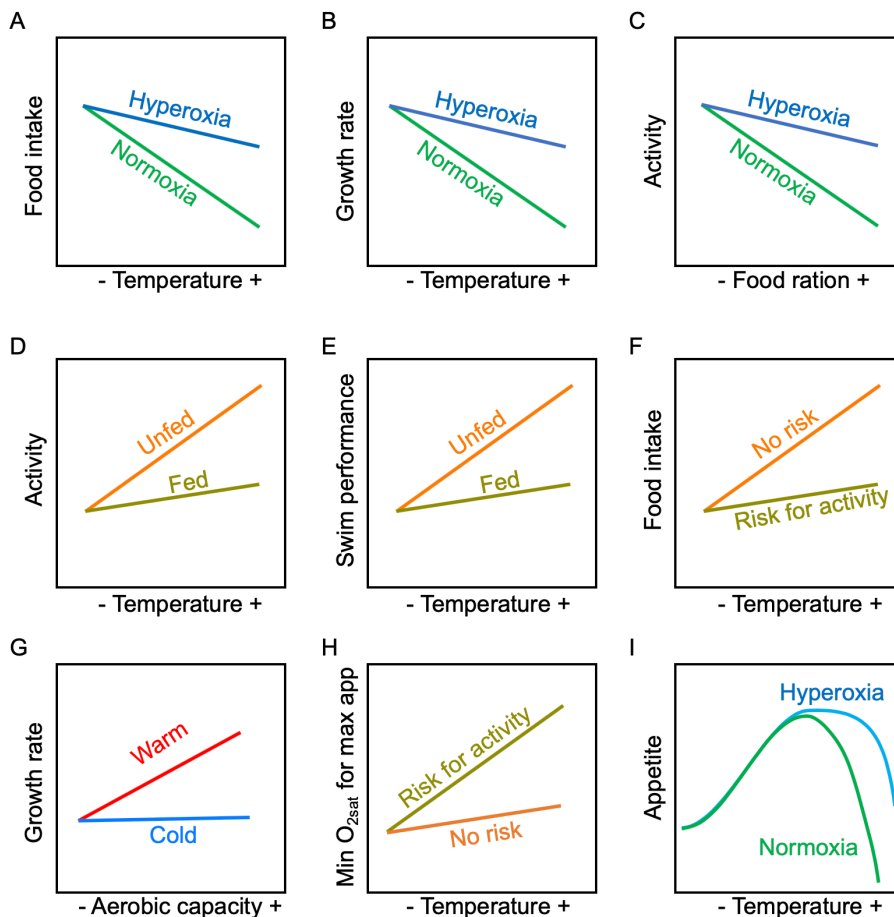 A
Food intake
Hyperoxia
Normoxia
- Temperature +
B
Growth rate
Hyperoxia
Normoxia
- Temperature +
C
Activity
Hyperoxia
Normoxia
- Food ration +
D
Activity
Unfed
Fed
- Temperature +
E
Swim performance
Unfed
Fed
- Temperature +
F
Food intake
No risk
Risk for activity
- Temperature +
G
Growth rate
Warm
Cold
- Aerobic capacity +
H
Min O2sat for max app
Risk for activity
No risk
- Temperature +
I
Appetite
Hyperoxia
Normoxia
- Temperature +